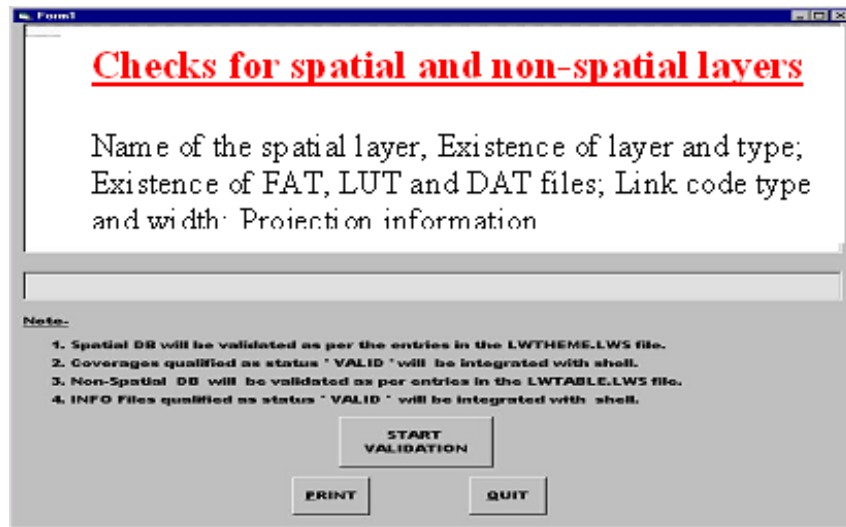 Form1
Checks for spatial and non-spatial layers
Name of the spatial layer, Existence of layer and type;
Existence of FAT, LUT and DAT files; Link code type
and width; Projection information
Note-
1. Spatial DB will be validated as per the entries in the LWTHEME.LWS file.
2. Coverages qualified as status " VALID " will be integrated with shell.
3. Non-Spatial DB will be validated as per entries in the LWTABLE.LWS file.
4. INFO Files qualified as status " VALID " will be integrated with shell.
START
VALIDATION
PRINT QUIT